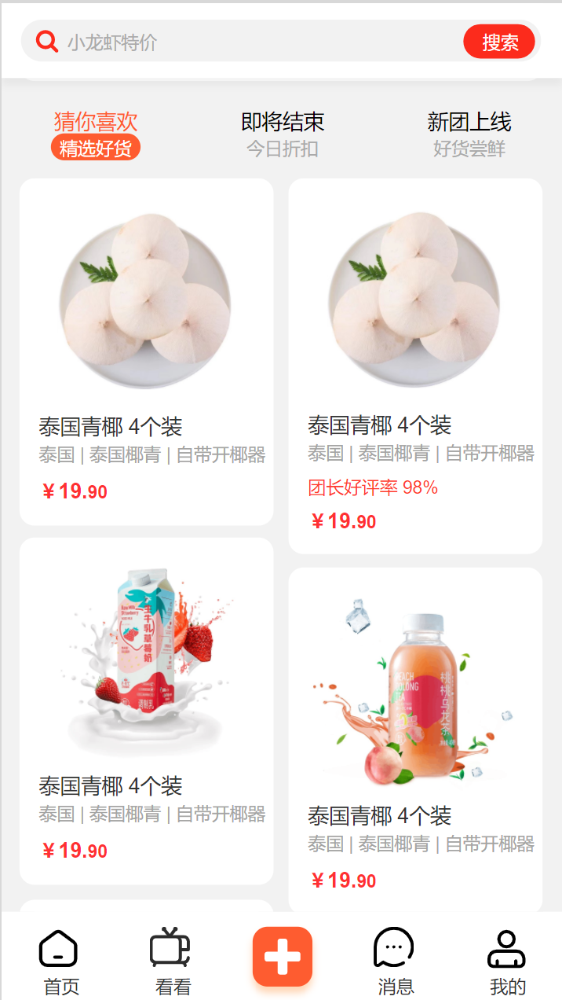 小龙虾特价
搜索
猜你喜欢
即将结束
新团上线
精选好货
今日折扣
好货尝鲜
泰国青椰 4个装
泰国 | 泰国椰青 | 自带开椰器
¥19.90
泰国青椰 4个装
泰国 | 泰国椰青 | 自带开椰器
团长好评率 98%
¥19.90
生牛乳草莓奶
调制乳
泰国青椰 4个装
泰国 | 泰国椰青 | 自带开椰器
¥19.90
PEACH
OOLONG
TEA
桃桃乌龙茶
泰国青椰 4个装
泰国 | 泰国椰青 | 自带开椰器
¥19.90
首页
看看
消息
我的